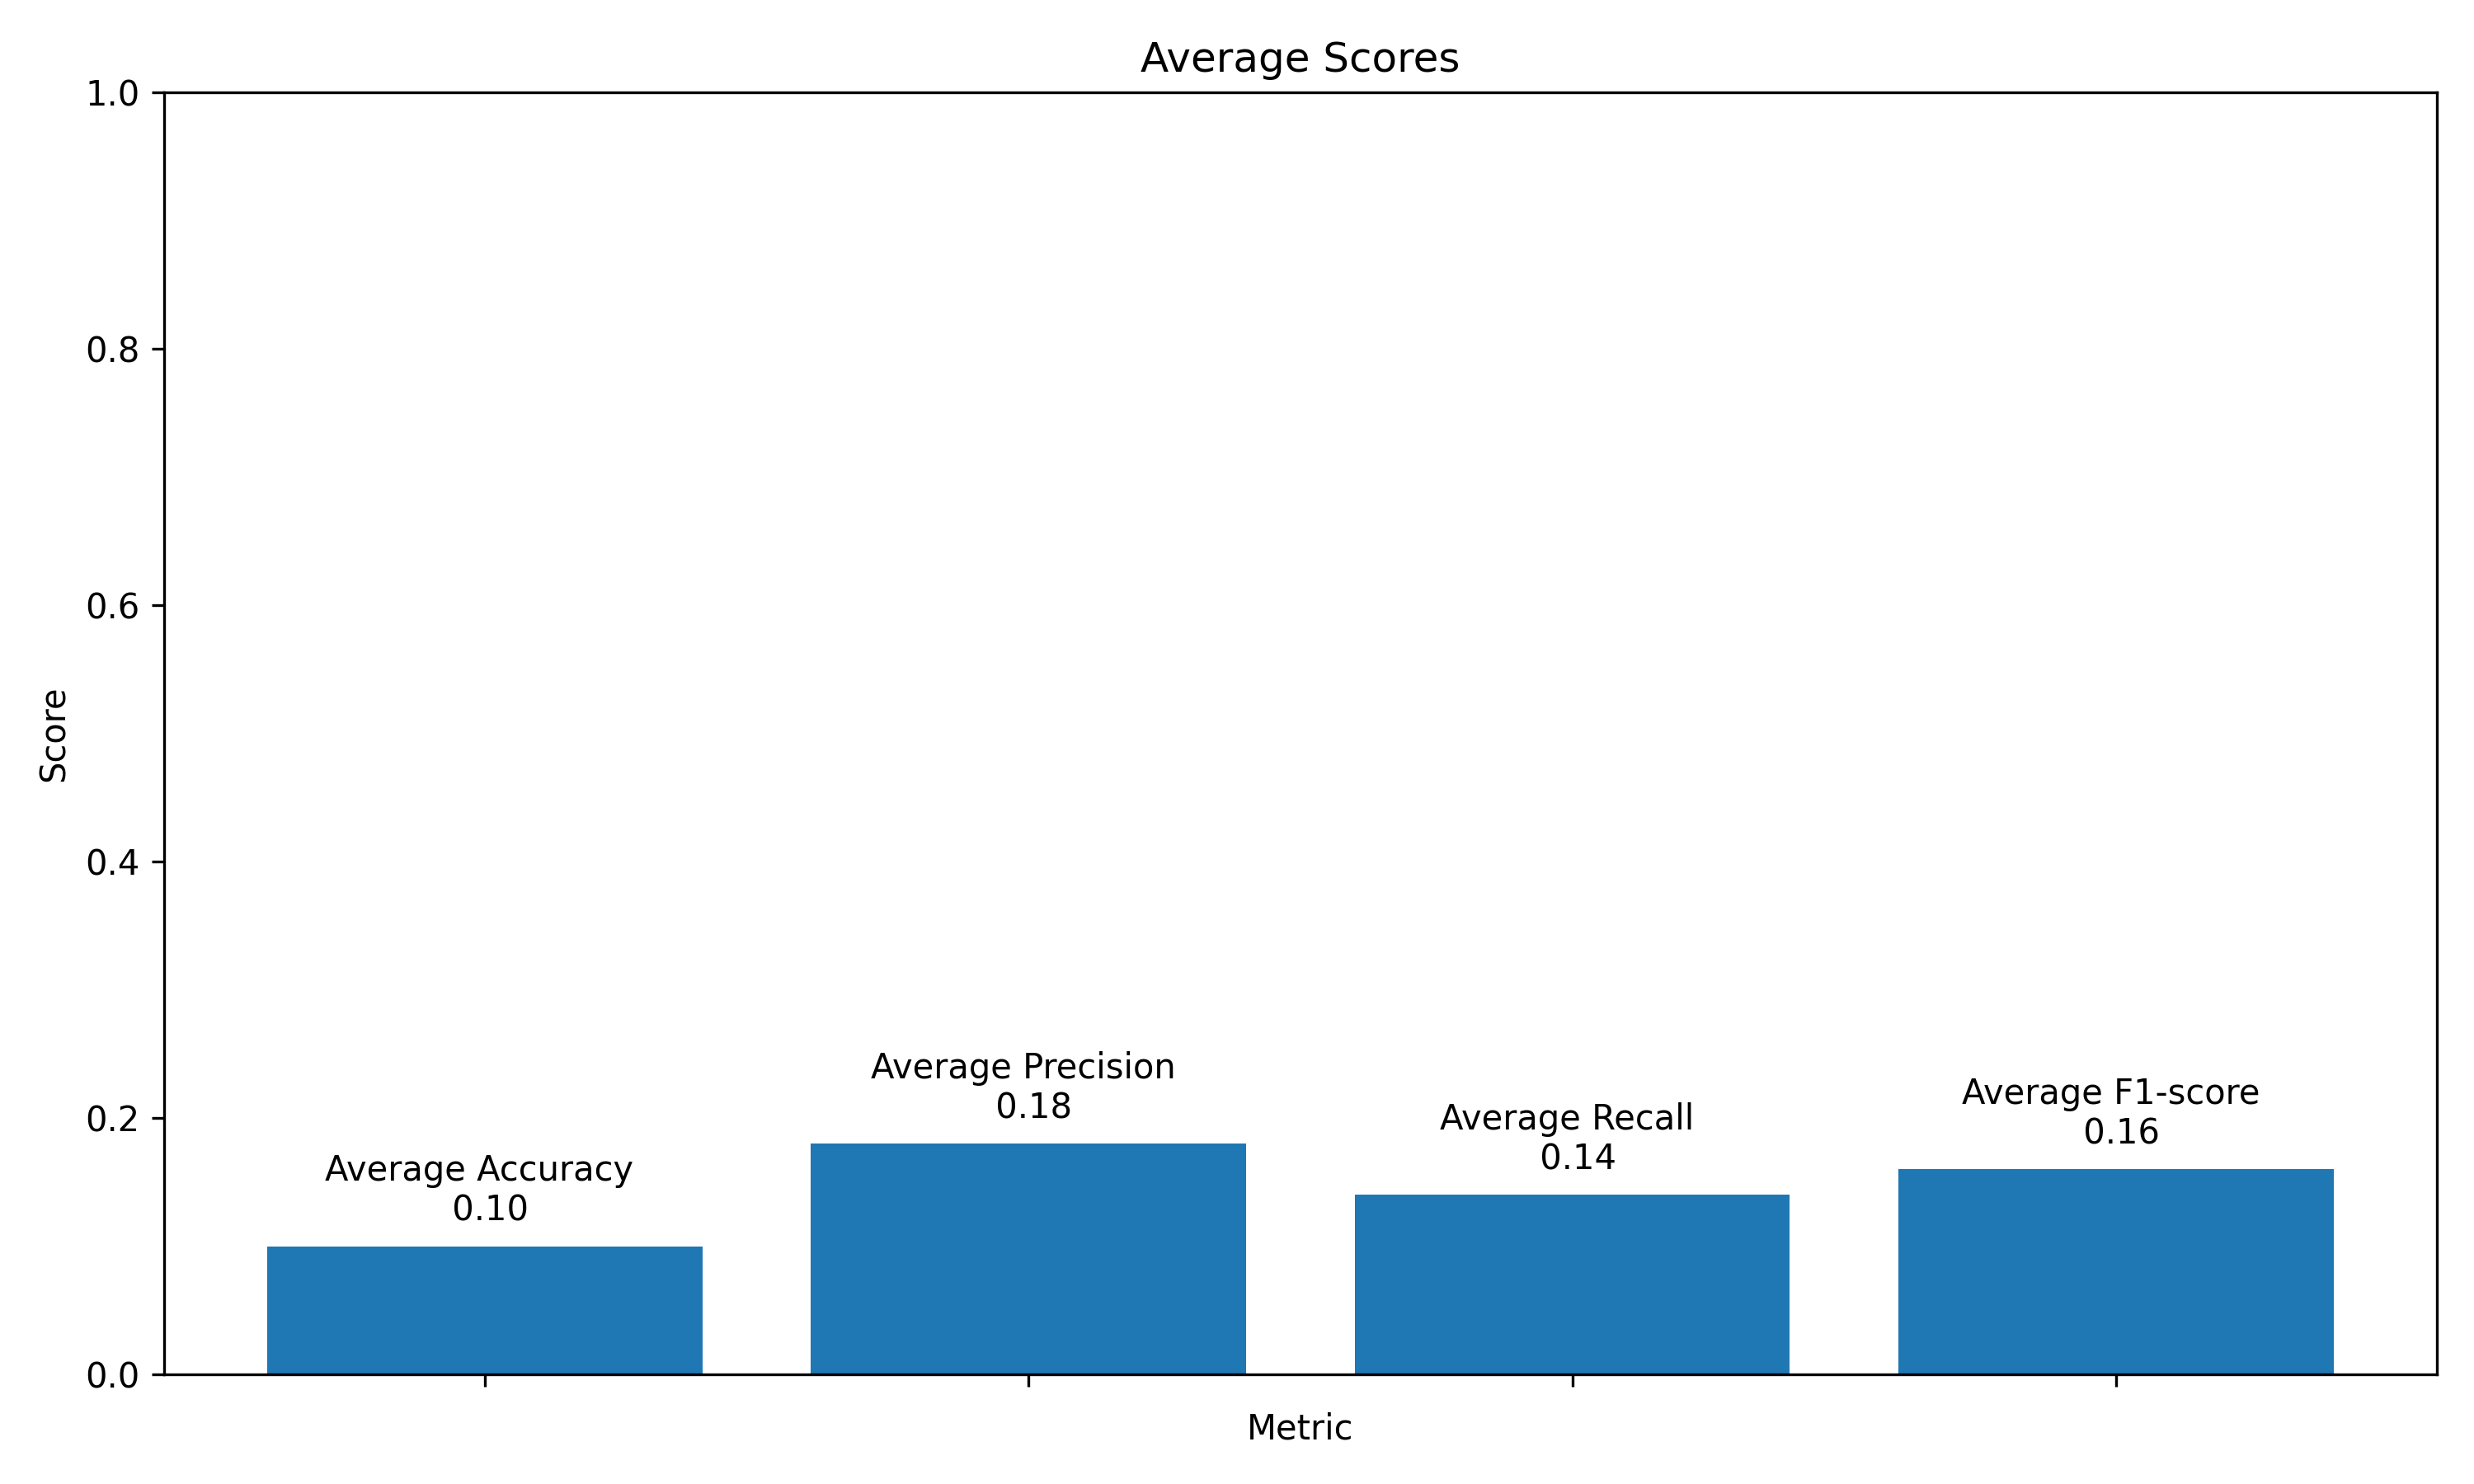 Average Scores
1.0
0.8
0.6
0.4
0.2
0.0
Score
Average Accuracy
0.10
Average Precision
0.18
Average Recall
0.14
Average F1-score
0.16
Metric